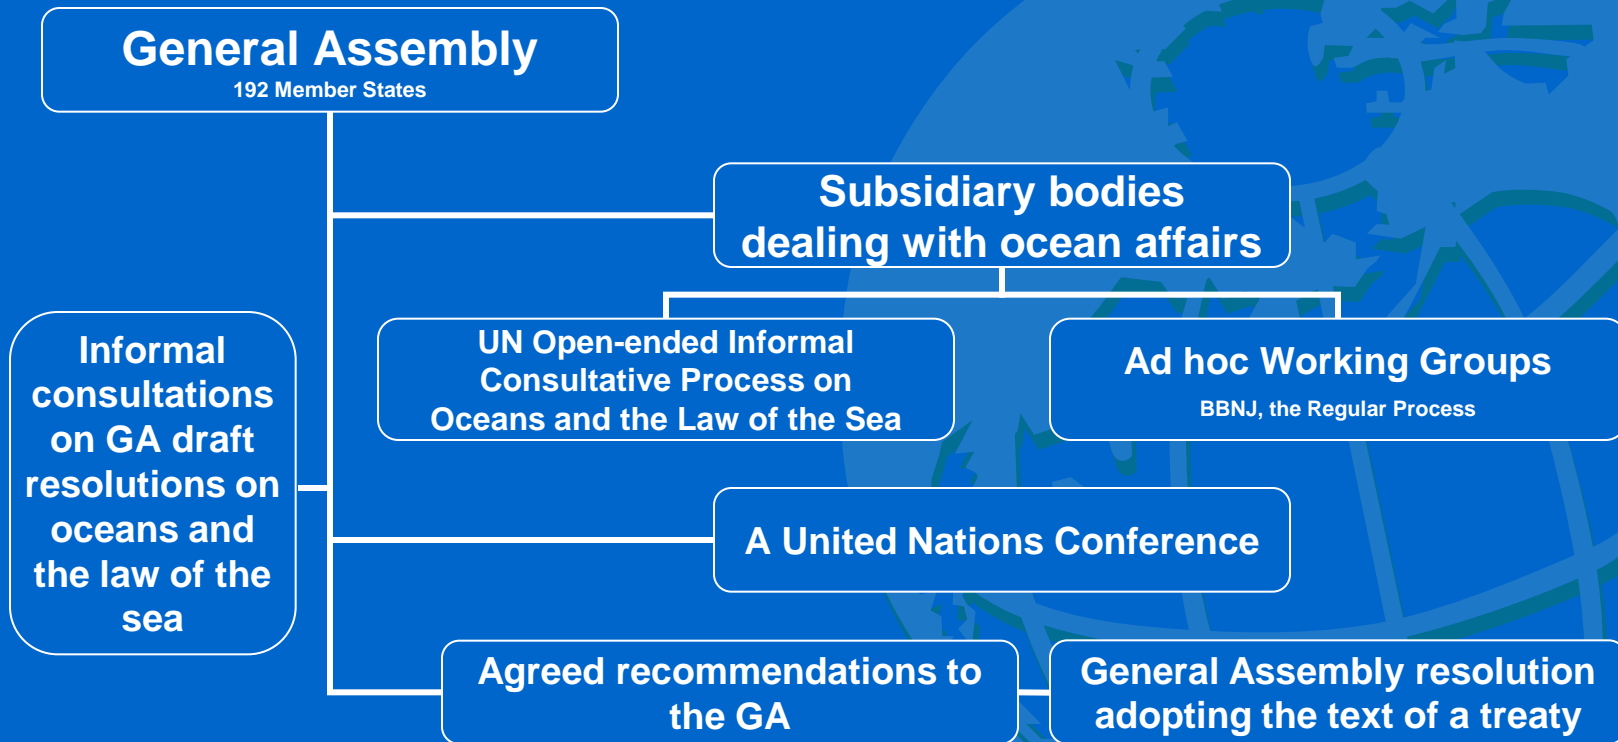 General Assembly
192 Member States
Subsidiary bodies
dealing with ocean affairs
Informal
consultations
on GA draft
resolutions on
oceans and
the law of the
sea
UN Open-ended Informal
Consultative Process on
Oceans and the Law of the Sea
Ad hoc Working Groups
BBNJ, the Regular Process
A United Nations Conference
Agreed recommendations to
the GA
General Assembly resolution
adopting the text of a treaty